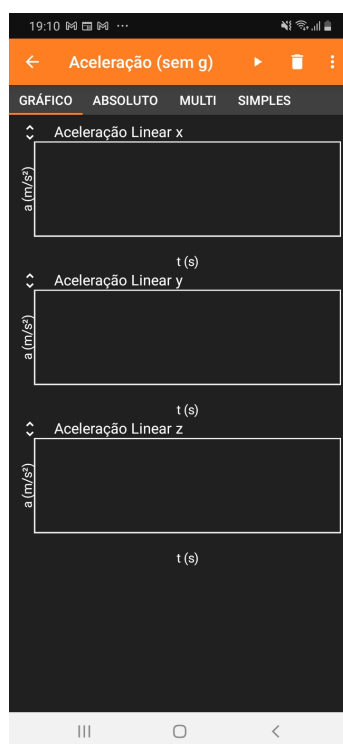 19:10
Aceleração (sem g)
GRÁFICO ABSOLUTO MULTI SIMPLES
Aceleração Linear x
a (m/s²)
t (s)
Aceleração Linear y
a (m/s²)
t (s)
Aceleração Linear z
a (m/s²)
t (s)